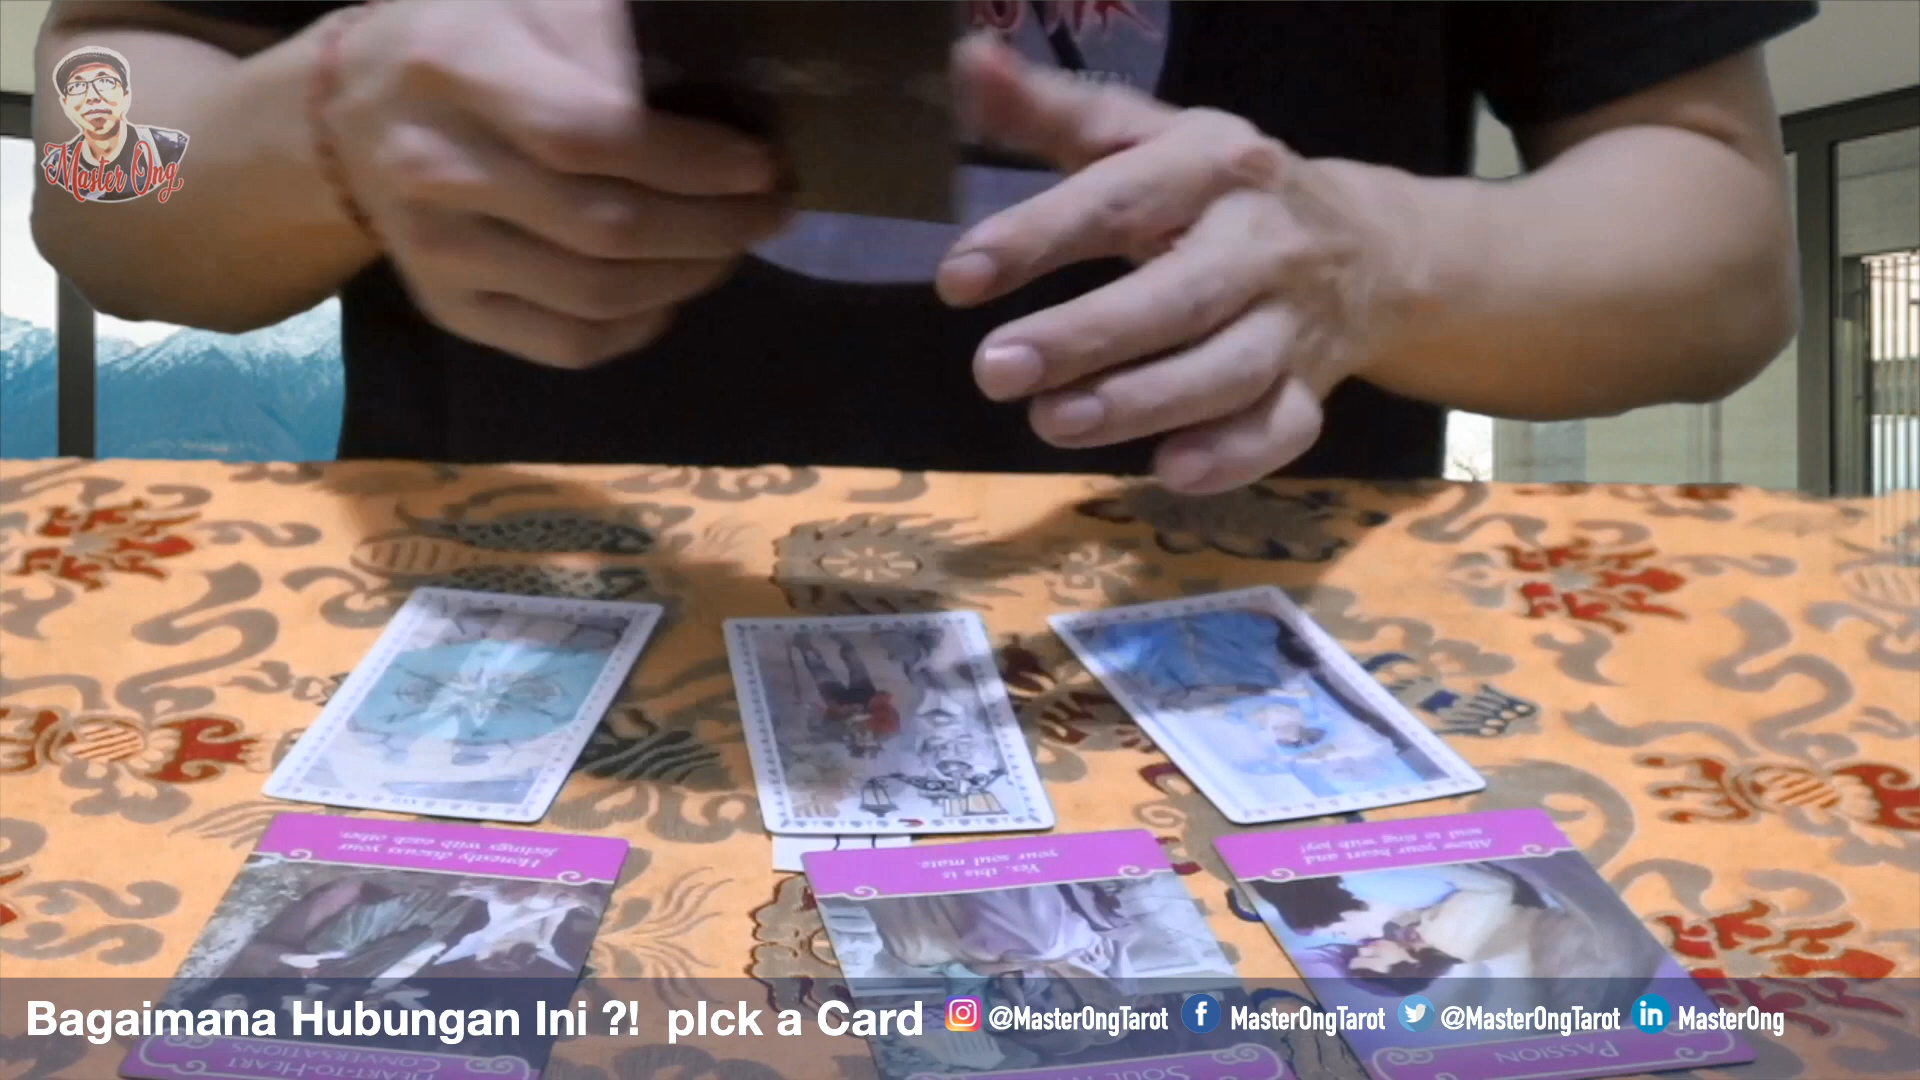 Master Ong
Honestly discuss your
feelings with each other.
Yes, this is
your soul mate.
Allow your heart and
soul to sing with joy!
HEART-TO-HEART
CONVERSATIONS
PASSION
Bagaimana Hubungan Ini ?! pIck a Card @MasterOngTarot MasterOngTarot @MasterOngTarot MasterOng